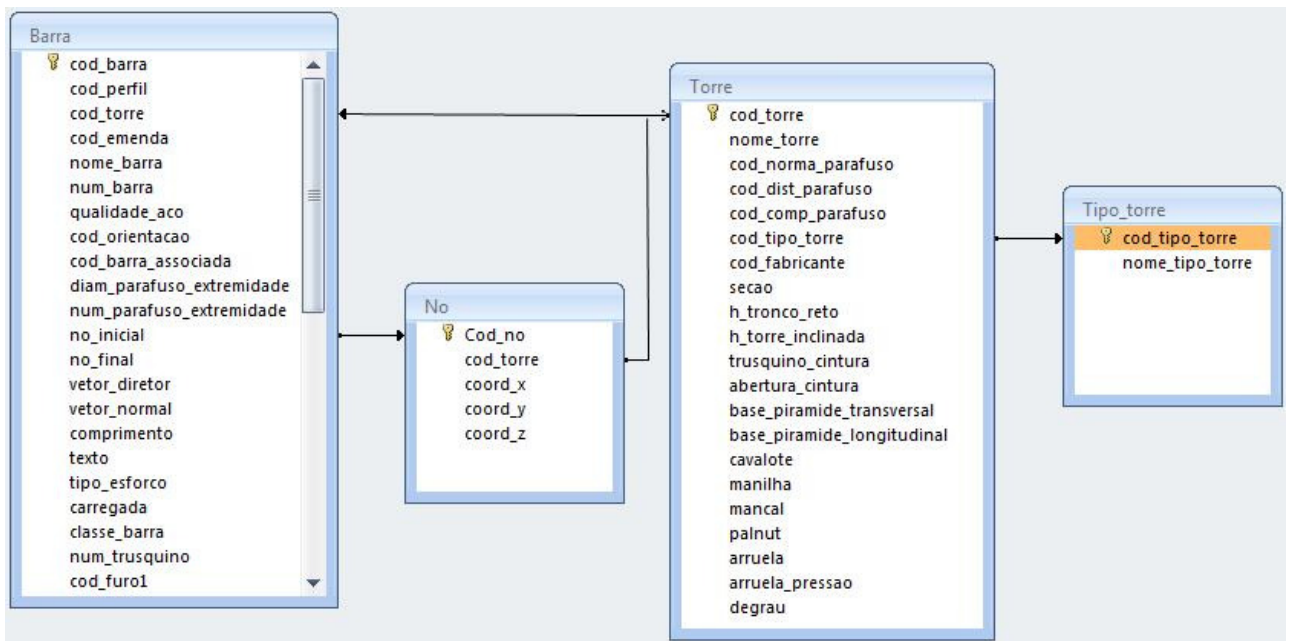 Barra
cod_barra
cod_perfil
cod_torre
cod_emenda
nome_barra
num_barra
qualidade_aco
cod_orientacao
cod_barra_associada
diam_parafuso_extremidade
num_parafuso_extremidade
no_inicial
no_final
vetor_diretor
vetor_normal
comprimento
texto
tipo_esforco
carregada
classe_barra
num_trusquino
cod_furo1
No
Cod_no
cod_torre
coord_x
coord_y
coord_z
Torre
cod_torre
nome_torre
cod_norma_parafuso
cod_dist_parafuso
cod_comp_parafuso
cod_tipo_torre
cod_fabricante
secao
h_tronco_reto
h_torre_inclinada
trusquino_cintura
abertura_cintura
base_piramide_transversal
base_piramide_longitudinal
cavalote
manilha
mancal
palnut
arruela
arruela_pressao
degrau
Tipo_torre
cod_tipo_torre
nome_tipo_torre